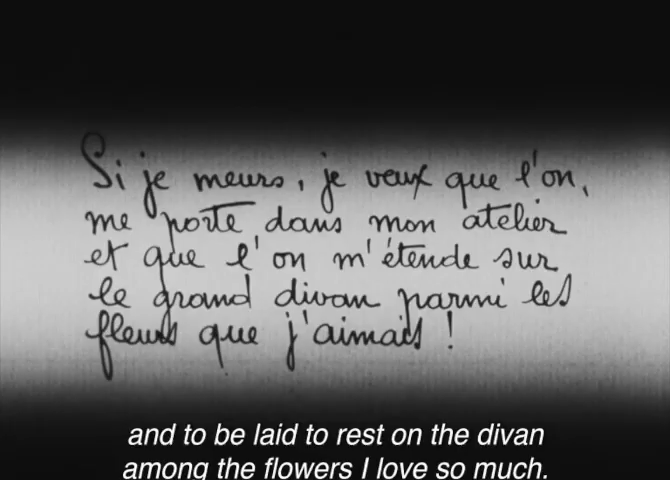 Si je meurs, je veux que l'on,
me porte dans mon atelier
et que l'on m'étende sur
le grand divan parmi les
fleurs que j'aimais !
and to be laid to rest on the divan
among the flowers I love so much.